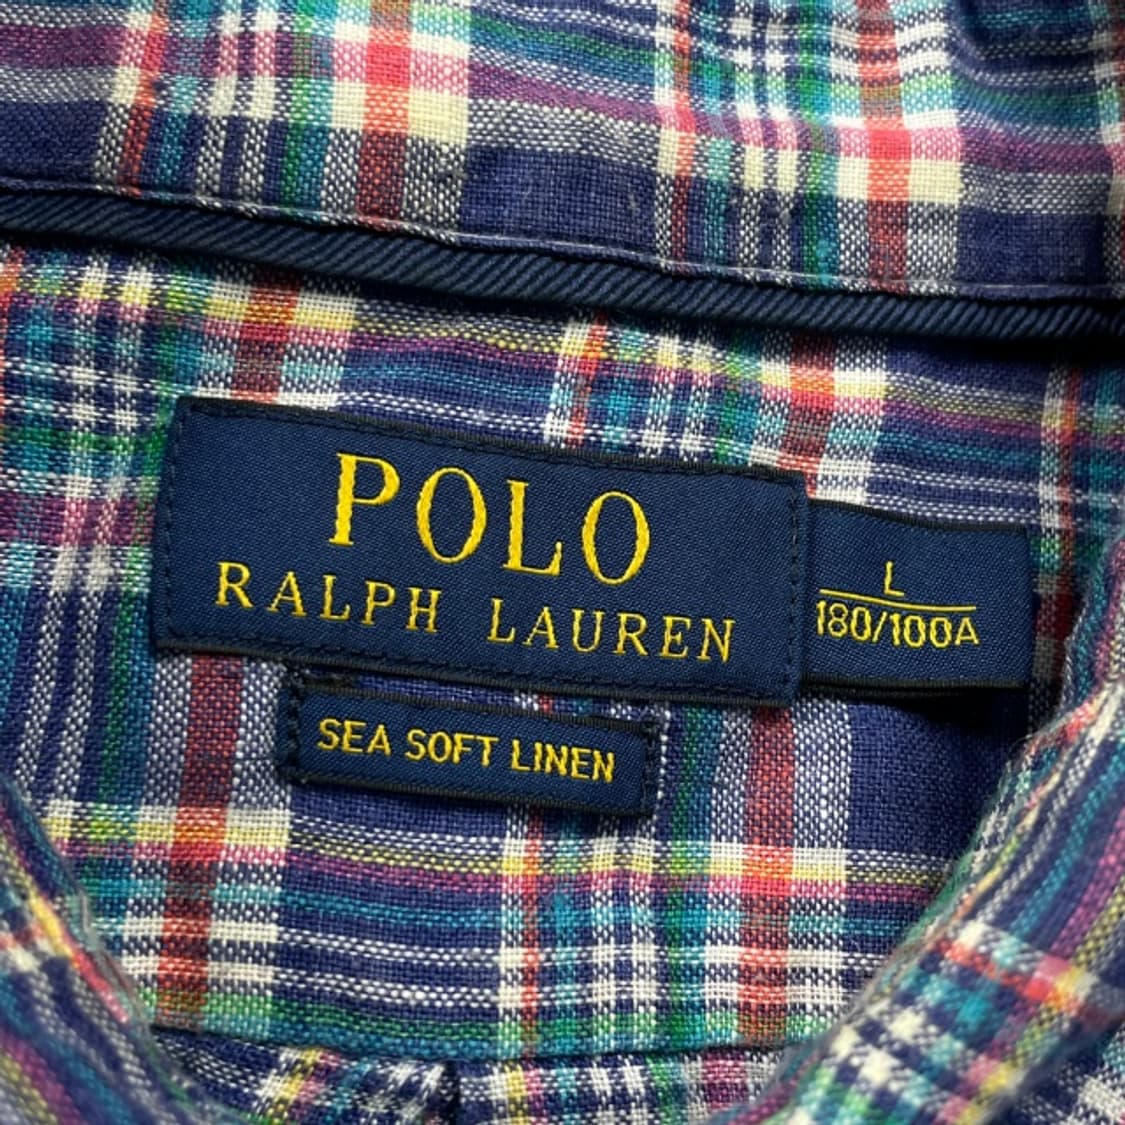 POLO
RALPH LAUREN
L
180/100A
SEA SOFT LINEN